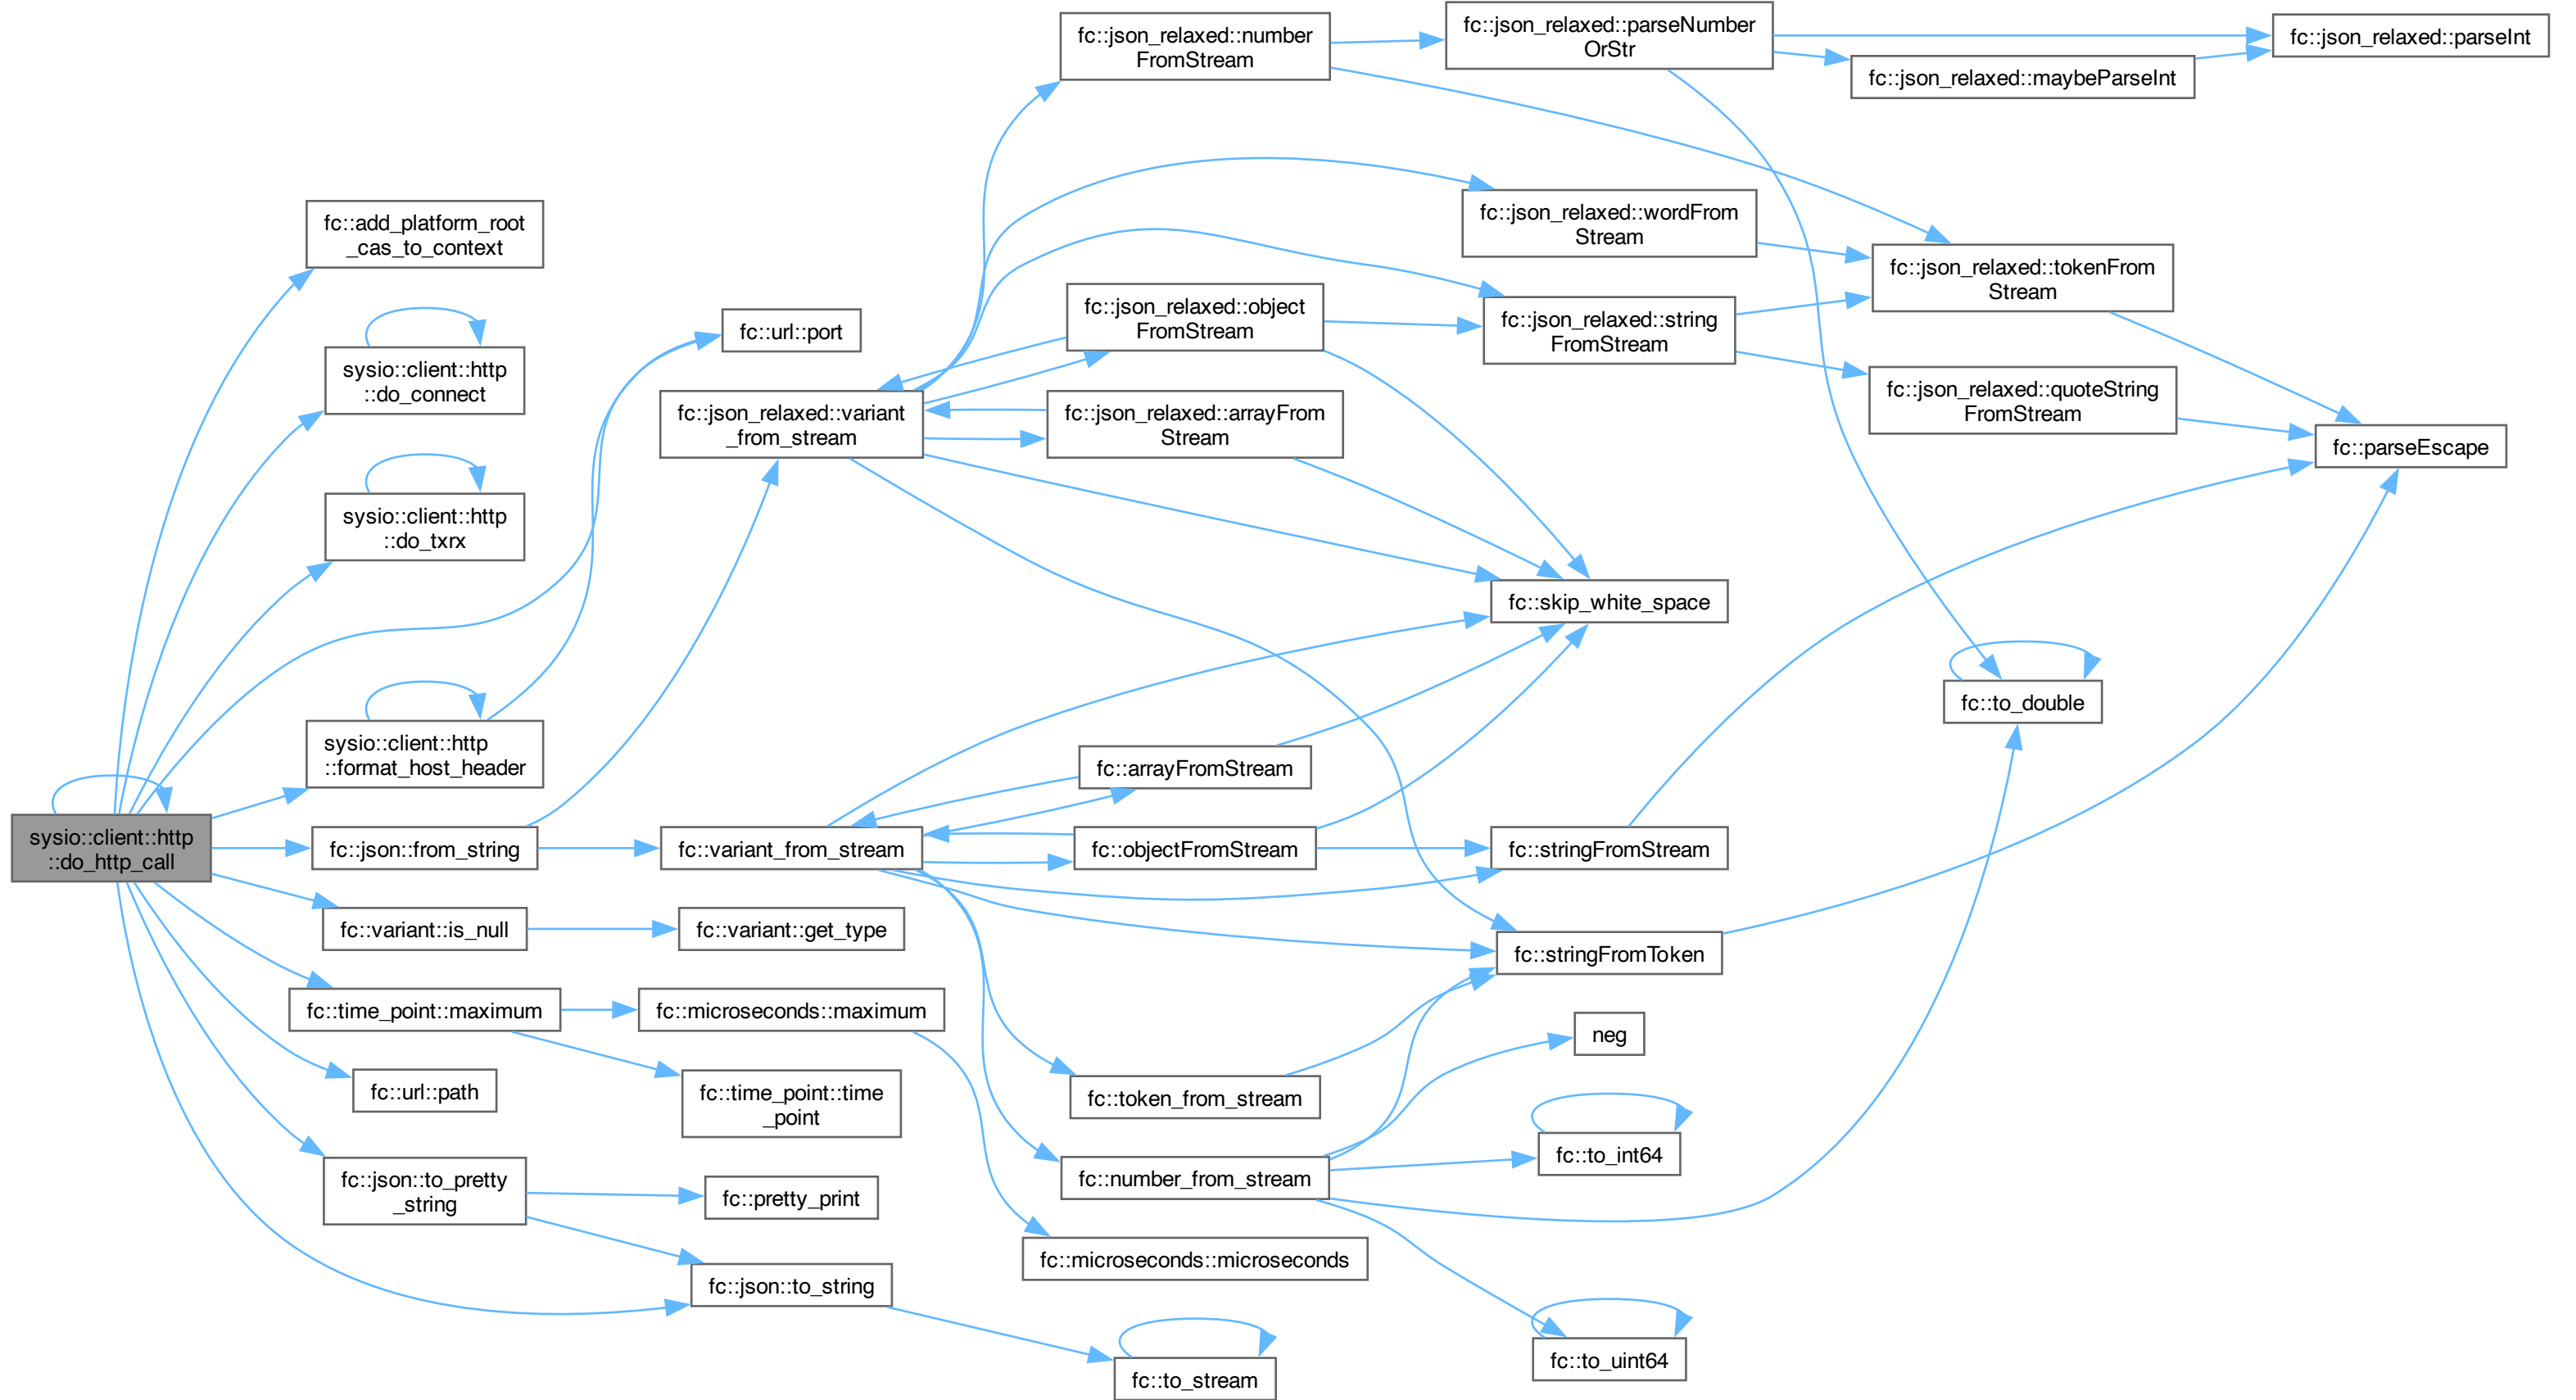 sysio::client::http
::do_http_call
fc::add_platform_root
_cas_to_context
sysio::client::http
::do_connect
sysio::client::http
::do_txrx
sysio::client::http
::format_host_header
fc::json::from_string
fc::variant::is_null
fc::time_point::maximum
fc::url::path
fc::json::to_pretty
_string
fc::url::port
fc::json_relaxed::variant
_from_stream
fc::variant_from_stream
fc::variant::get_type
fc::microseconds::maximum
fc::time_point::time
_point
fc::pretty_print
fc::json::to_string
fc::json_relaxed::number
FromStream
fc::json_relaxed::object
FromStream
fc::json_relaxed::arrayFrom
Stream
fc::arrayFromStream
fc::objectFromStream
fc::token_from_stream
fc::number_from_stream
fc::microseconds::microseconds
fc::to_stream
fc::json_relaxed::parseNumber
OrStr
fc::json_relaxed::wordFrom
Stream
fc::json_relaxed::string
FromStream
fc::skip_white_space
fc::stringFromStream
fc::stringFromToken
neg
fc::to_int64
fc::to_uint64
fc::json_relaxed::maybeParseInt
fc::json_relaxed::tokenFrom
Stream
fc::json_relaxed::quoteString
FromStream
fc::to_double
fc::json_relaxed::parseInt
fc::parseEscape